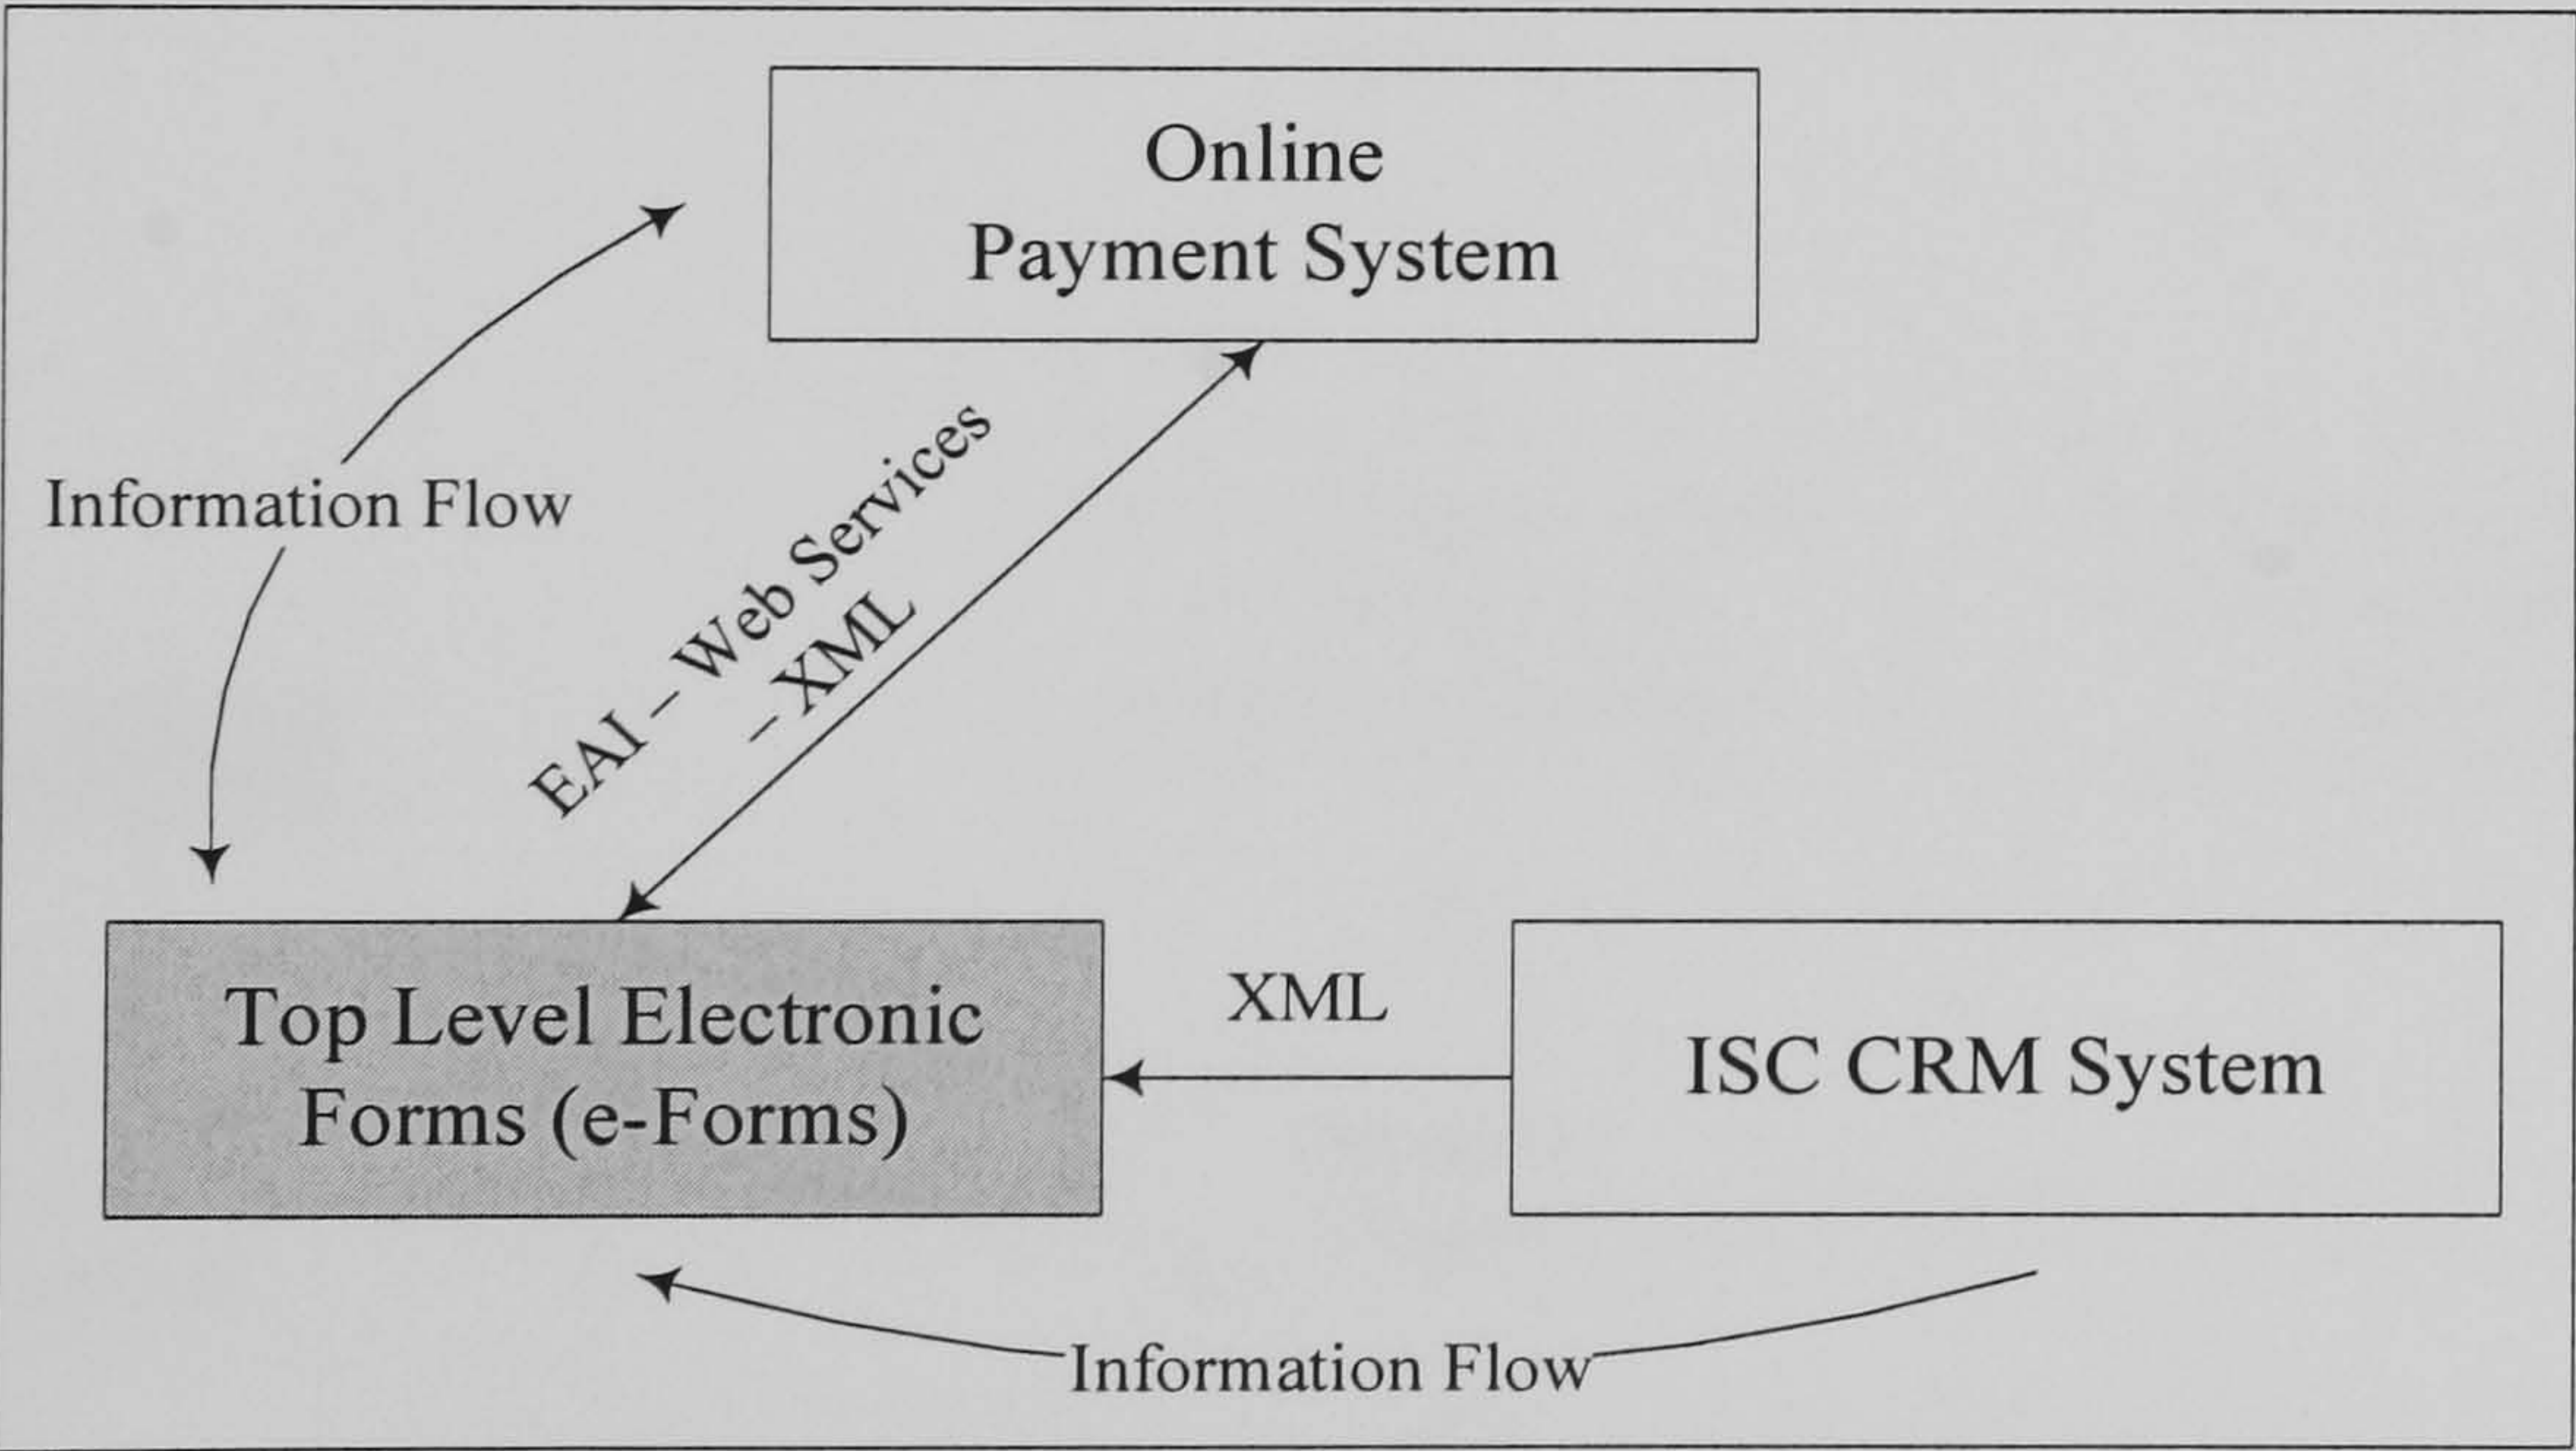 Online
Payment System
Information Flow
EAI – Web Services
– XML
Top Level Electronic
Forms (e-Forms)
XML
ISC CRM System
Information Flow